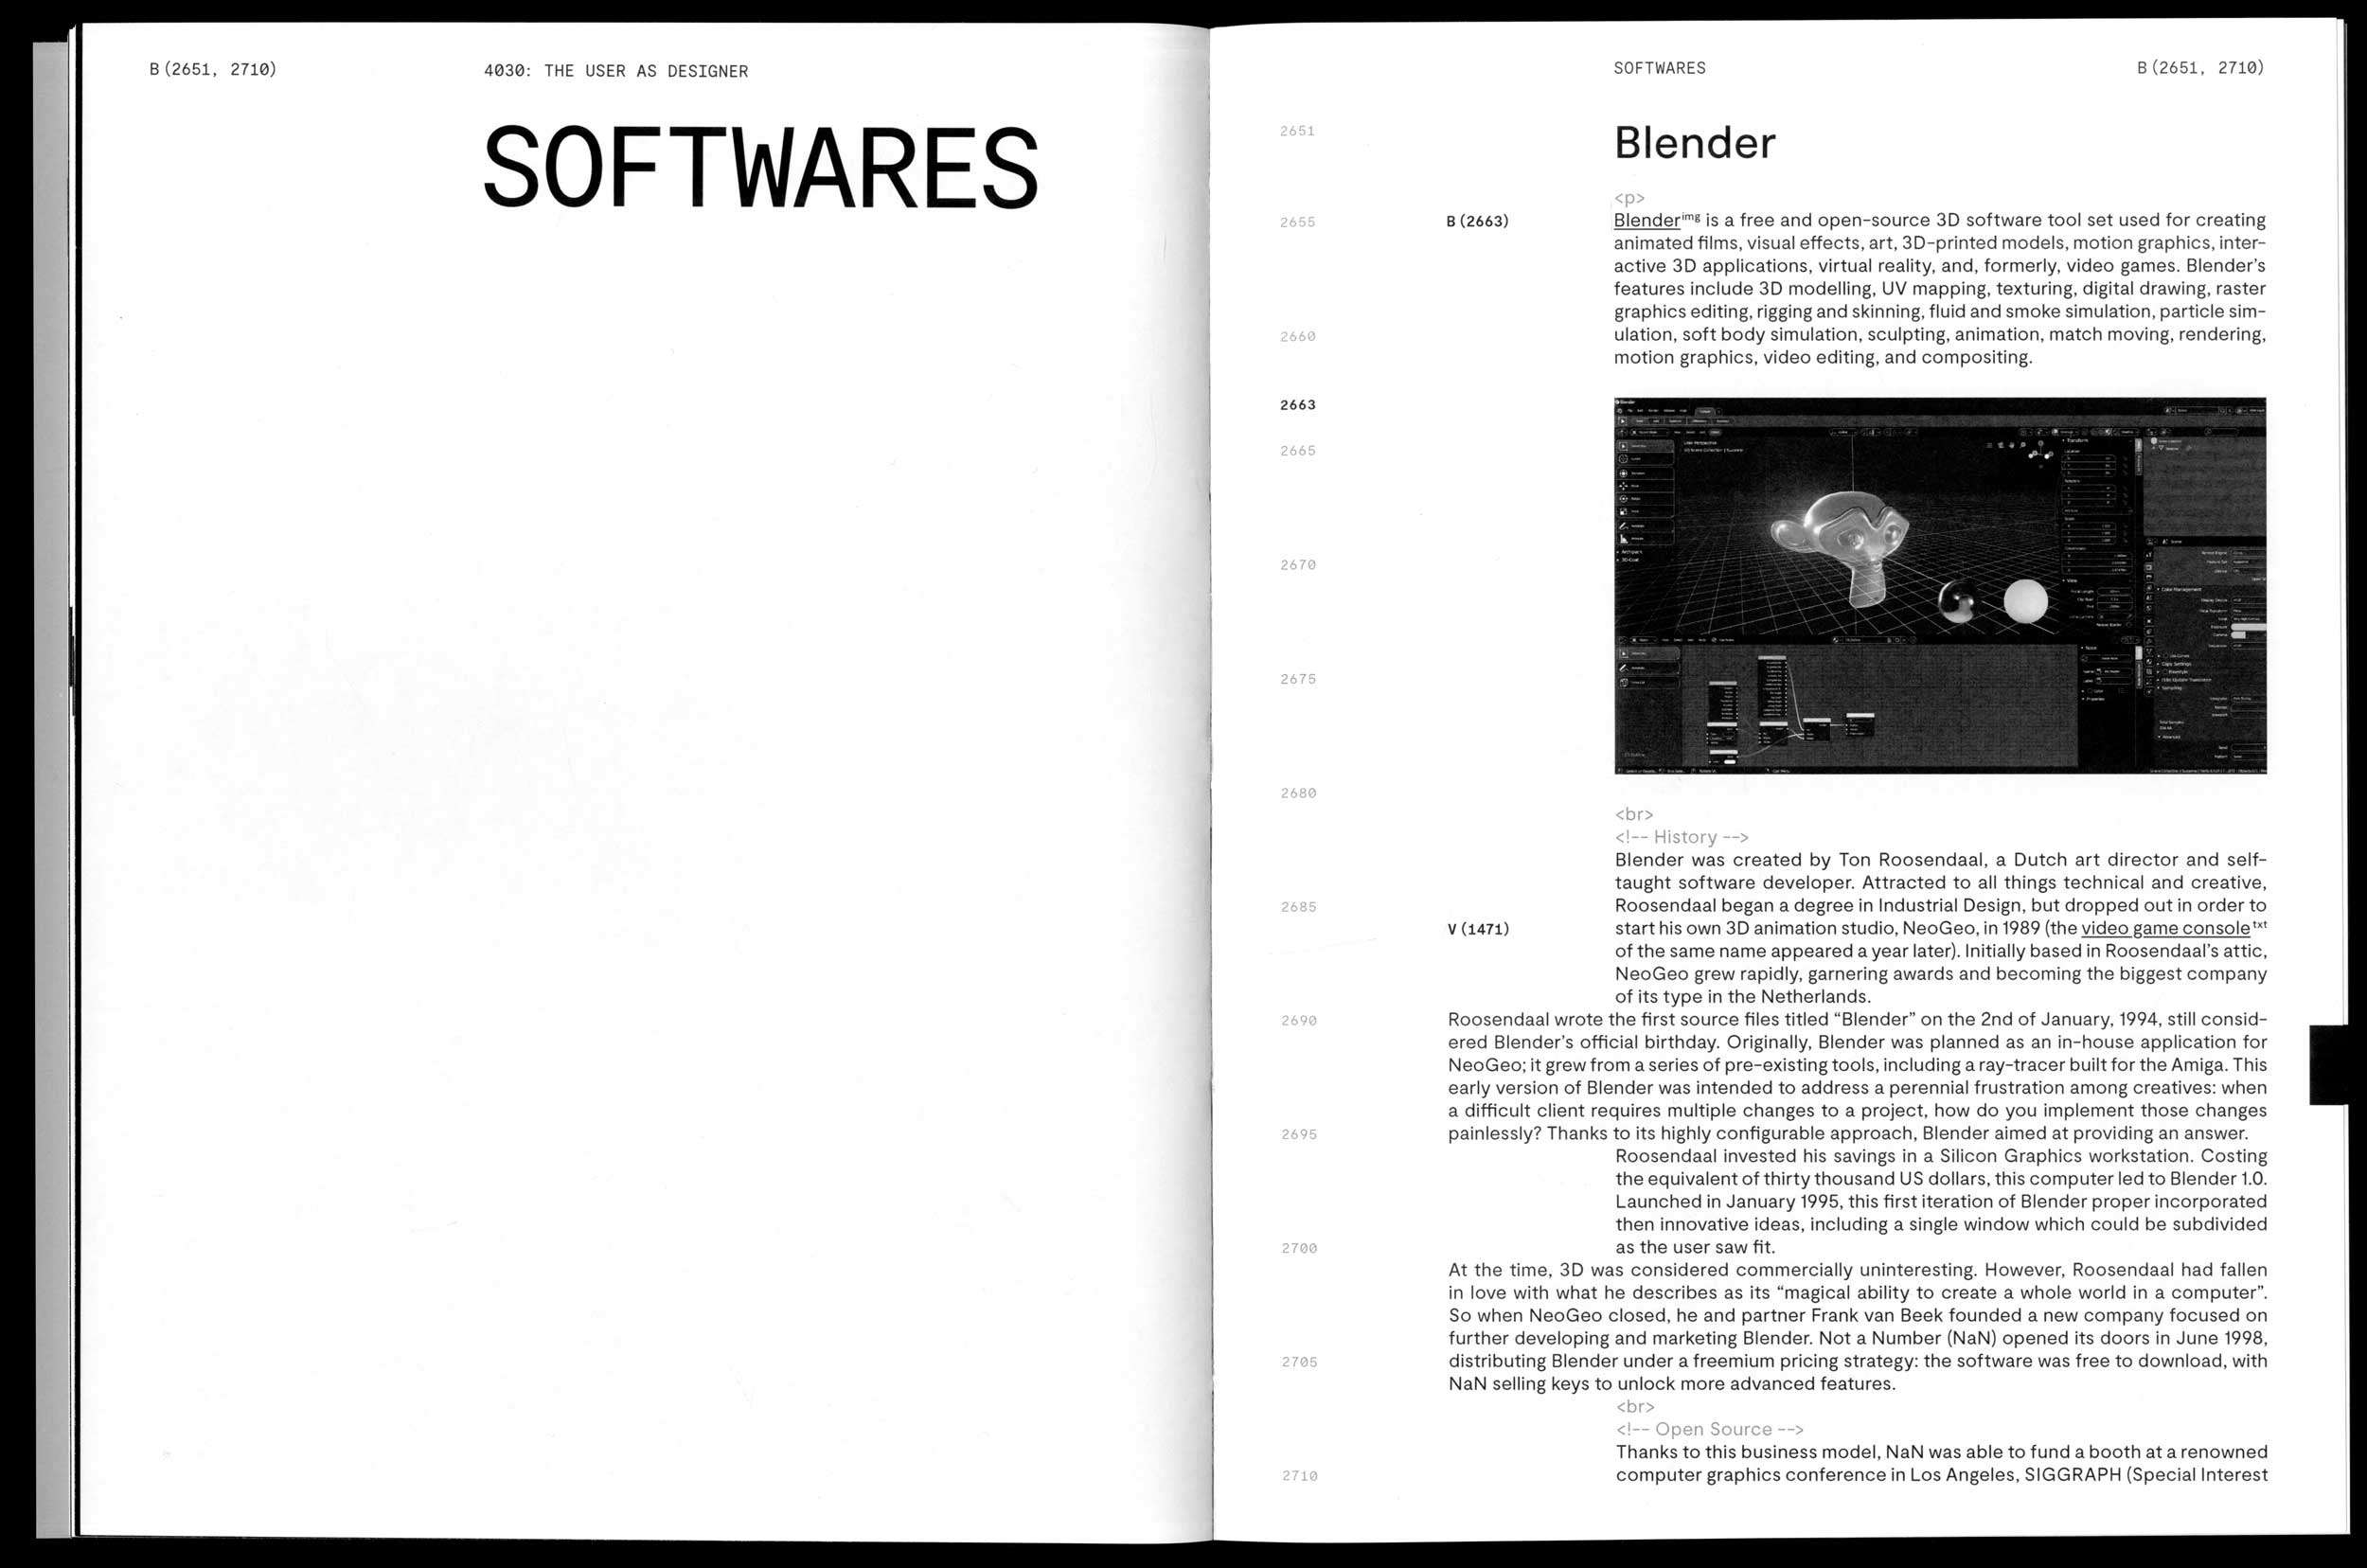 B(2651, 2710)
4030: THE USER AS DESIGNER
SOFTWARES
SOFTWARES
B(2651, 2710)
2651
Blender
<p>
2655
B(2663)
Blenderimg is a free and open-source 3D software tool set used for creating
animated films, visual effects, art, 3D-printed models, motion graphics, inter-
active 3D applications, virtual reality, and, formerly, video games. Blender's
features include 3D modelling, UV mapping, texturing, digital drawing, raster
graphics editing, rigging and skinning, fluid and smoke simulation, particle sim-
2660
ulation, soft body simulation, sculpting, animation, match moving, rendering,
motion graphics, video editing, and compositing.
2663
2665
2670
2675
2680
<br>
<!-- History -->
Blender was created by Ton Roosendaal, a Dutch art director and self-
taught software developer. Attracted to all things technical and creative,
2685
Roosendaal began a degree in Industrial Design, but dropped out in order to
V(1471)
start his own 3D animation studio, NeoGeo, in 1989 (the video game consoletxt
of the same name appeared a year later). Initially based in Roosendaal's attic,
NeoGeo grew rapidly, garnering awards and becoming the biggest company
of its type in the Netherlands.
2690
Roosendaal wrote the first source files titled “Blender” on the 2nd of January, 1994, still consid-
ered Blender's official birthday. Originally, Blender was planned as an in-house application for
NeoGeo; it grew from a series of pre-existing tools, including a ray-tracer built for the Amiga. This
early version of Blender was intended to address a perennial frustration among creatives: when
a difficult client requires multiple changes to a project, how do you implement those changes
2695
painlessly? Thanks to its highly configurable approach, Blender aimed at providing an answer.
Roosendaal invested his savings in a Silicon Graphics workstation. Costing
the equivalent of thirty thousand US dollars, this computer led to Blender 1.0.
Launched in January 1995, this first iteration of Blender proper incorporated
then innovative ideas, including a single window which could be subdivided
2700
as the user saw fit.
At the time, 3D was considered commercially uninteresting. However, Roosendaal had fallen
in love with what he describes as its “magical ability to create a whole world in a computer”.
So when NeoGeo closed, he and partner Frank van Beek founded a new company focused on
further developing and marketing Blender. Not a Number (NaN) opened its doors in June 1998,
2705
distributing Blender under a freemium pricing strategy: the software was free to download, with
NaN selling keys to unlock more advanced features.
<br>
<!-- Open Source -->
Thanks to this business model, NaN was able to fund a booth at a renowned
2710
computer graphics conference in Los Angeles, SIGGRAPH (Special Interest